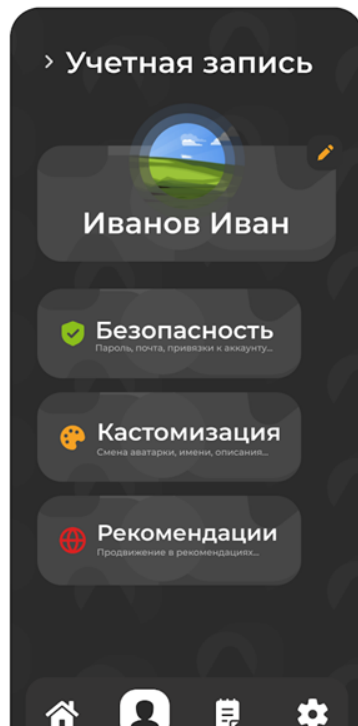 Учетная запись
Иванов Иван
Безопасность
Пароль, почта, привязки к аккаунту...
Кастомизация
Смена аватарки, имени, описания...
Рекомендации
Продвижение в рекомендациях...